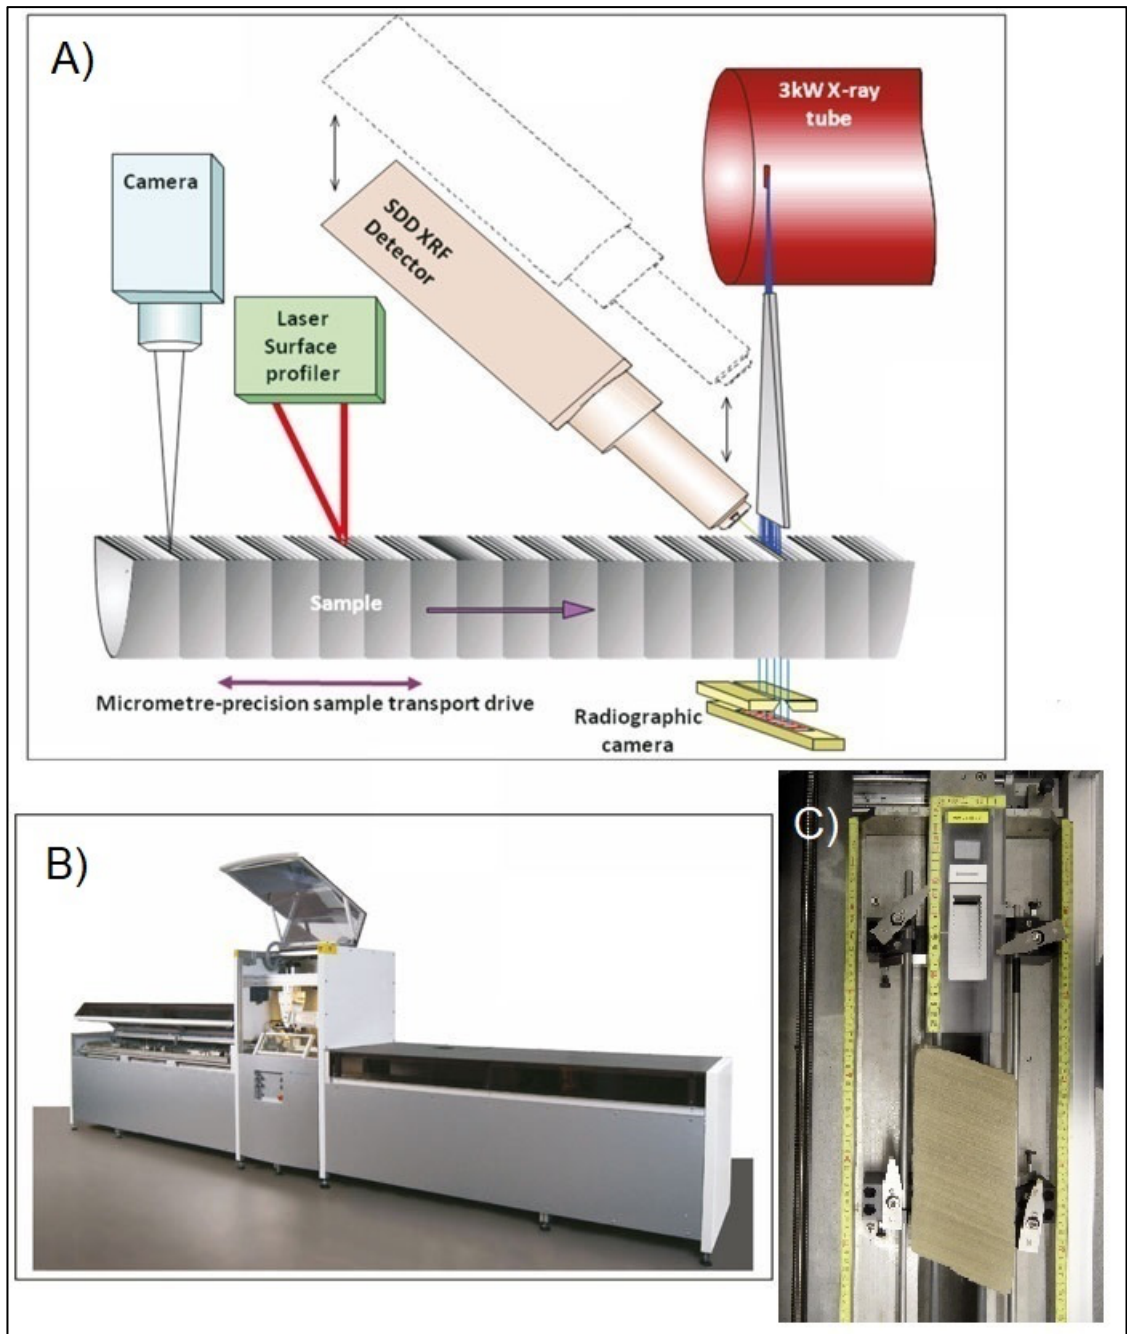 A)
3kW X-ray
tube
Camera
SDD XRF
Detector
Laser
Surface
profiler
Sample
Micrometre-precision sample transport drive
Radiographic
camera
B)
C)